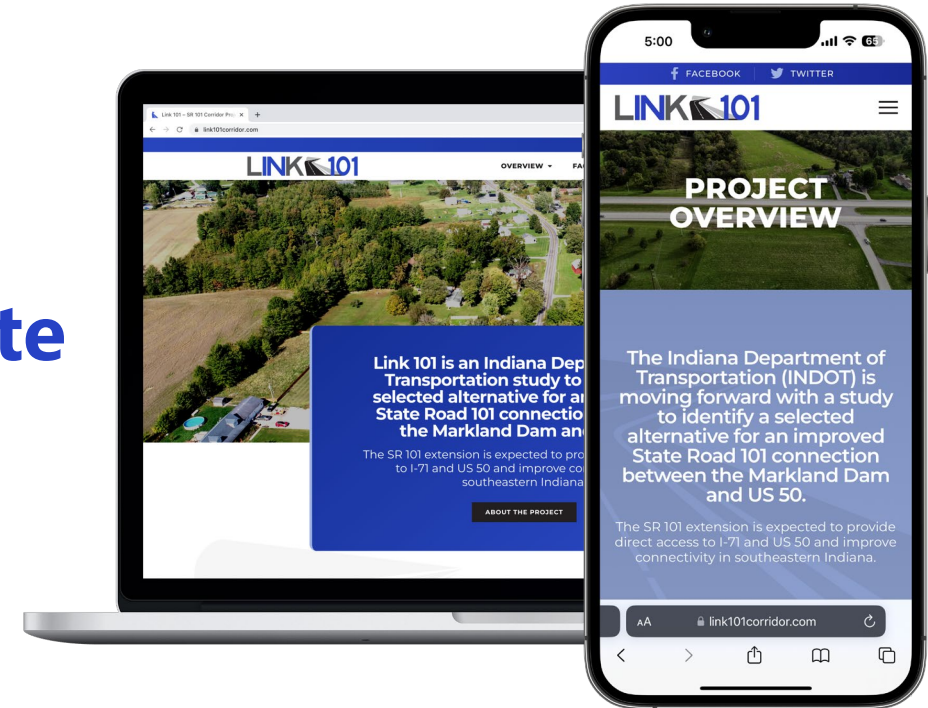 te
Link 101 – SR 101 Corridor Proj
link101corridor.com
LINK 101
OVERVIEW
FA
Link 101 is an Indiana Dep
Transportation study to
selected alternative for a
State Road 101 connectio
the Markland Dam an
The SR 101 extension is expected to pro
to I-71 and US 50 and improve co
southeastern Indiana
ABOUT THE PROJECT
5:00
65
FACEBOOK
TWITTER
LINK 101
PROJECT
OVERVIEW
The Indiana Department of
Transportation (INDOT) is
moving forward with a study
to identify a selected
alternative for an improved
State Road 101 connection
between the Markland Dam
and US 50.
The SR 101 extension is expected to provide
direct access to I-71 and US 50 and improve
connectivity in southeastern Indiana.
AA
link101corridor.com